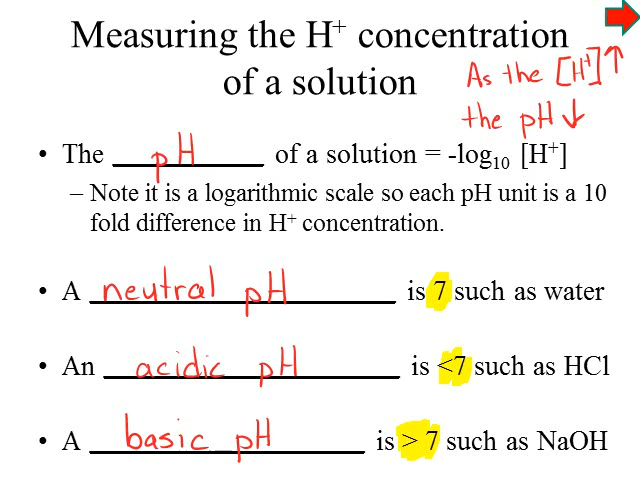 Measuring the H⁺ concentration
of a solution
As the [H⁺]↑
the pH ↓
• The pH of a solution = -log₁₀ [H⁺]
– Note it is a logarithmic scale so each pH unit is a 10
fold difference in H⁺ concentration.
• A neutral pH is 7 such as water
• An acidic pH is <7 such as HCl
• A basic pH is > 7 such as NaOH